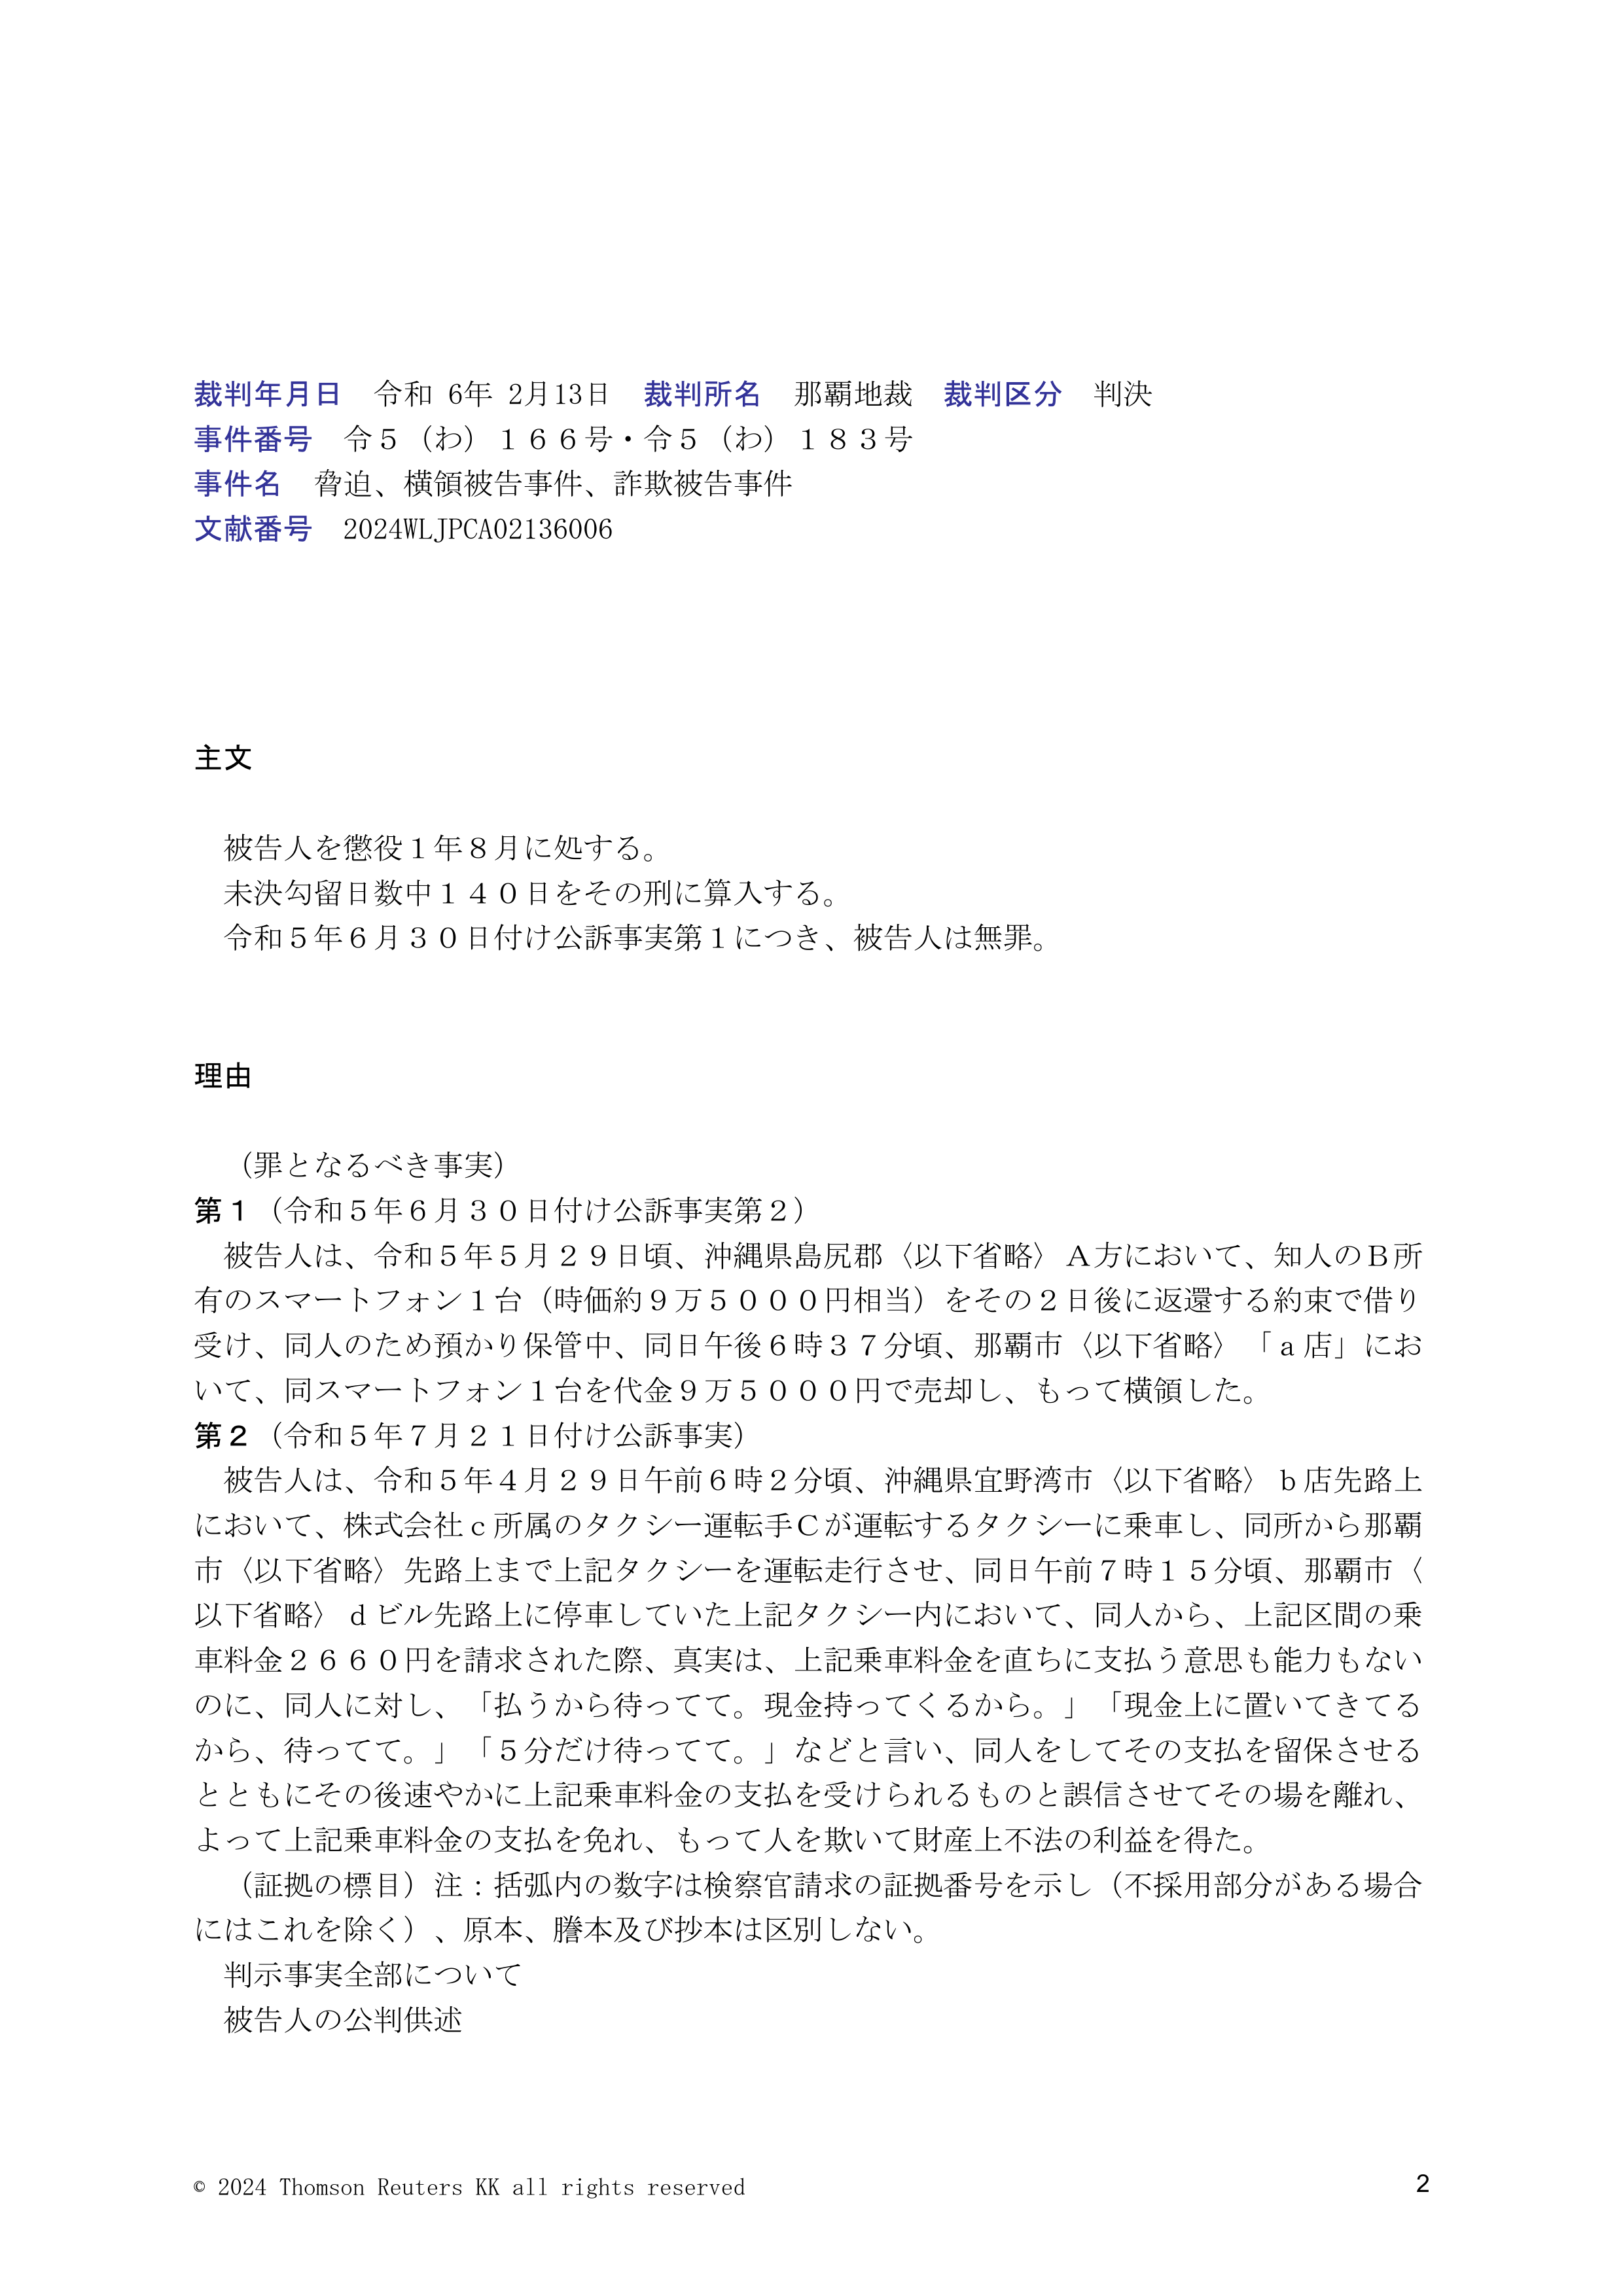 裁判年月日　令和 6年 2月13日　裁判所名　那覇地裁　裁判区分　判決
事件番号　令５（わ）１６６号・令５（わ）１８３号
事件名　脅迫、横領被告事件、詐欺被告事件
文献番号　2024WLJPCA02136006
主文
被告人を懲役１年８月に処する。
未決勾留日数中１４０日をその刑に算入する。
令和５年６月３０日付け公訴事実第１につき、被告人は無罪。
理由
（罪となるべき事実）
第１（令和５年６月３０日付け公訴事実第２）
被告人は、令和５年５月２９日頃、沖縄県島尻郡〈以下省略〉Ａ方において、知人のＢ所
有のスマートフォン１台（時価約９万５０００円相当）をその２日後に返還する約束で借り
受け、同人のため預かり保管中、同日午後６時３７分頃、那覇市〈以下省略〉「ａ店」にお
いて、同スマートフォン１台を代金９万５０００円で売却し、もって横領した。
第２（令和５年７月２１日付け公訴事実）
被告人は、令和５年４月２９日午前６時２分頃、沖縄県宜野湾市〈以下省略〉ｂ店先路上
において、株式会社ｃ所属のタクシー運転手Ｃが運転するタクシーに乗車し、同所から那覇
市〈以下省略〉先路上まで上記タクシーを運転走行させ、同日午前７時１５分頃、那覇市〈
以下省略〉ｄビル先路上に停車していた上記タクシー内において、同人から、上記区間の乗
車料金２６６０円を請求された際、真実は、上記乗車料金を直ちに支払う意思も能力もない
のに、同人に対し、「払うから待ってて。現金持ってくるから。」「現金上に置いてきてる
から、待ってて。」「５分だけ待ってて。」などと言い、同人をしてその支払を留保させる
とともにその後速やかに上記乗車料金の支払を受けられるものと誤信させてその場を離れ、
よって上記乗車料金の支払を免れ、もって人を欺いて財産上不法の利益を得た。
（証拠の標目）注：括弧内の数字は検察官請求の証拠番号を示し（不採用部分がある場合
にはこれを除く）、原本、謄本及び抄本は区別しない。
判示事実全部について
被告人の公判供述
© 2024 Thomson Reuters KK all rights reserved
2